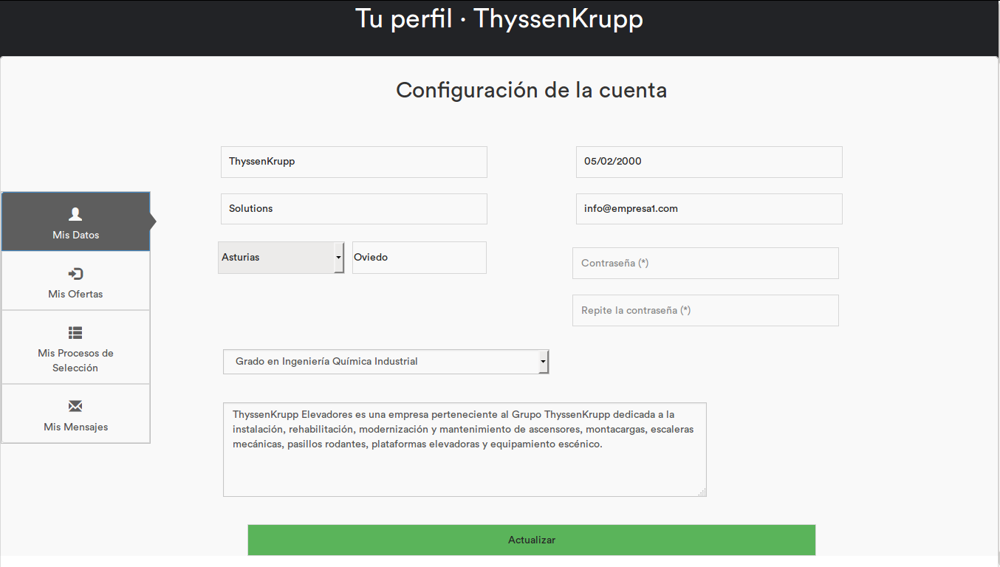 Tu perfil · ThyssenKrupp
Configuración de la cuenta
ThyssenKrupp
05/02/2000
Solutions
info@empresa1.com
Asturias
Oviedo
Contraseña (*)
Repite la contraseña (*)
Mis Datos
Mis Ofertas
Mis Procesos de
Selección
Mis Mensajes
Grado en Ingeniería Química Industrial
ThyssenKrupp Elevadores es una empresa perteneciente al Grupo ThyssenKrupp dedicada a la
instalación, rehabilitación, modernización y mantenimiento de ascensores, montacargas, escaleras
mecánicas, pasillos rodantes, plataformas elevadoras y equipamiento escénico.
Actualizar